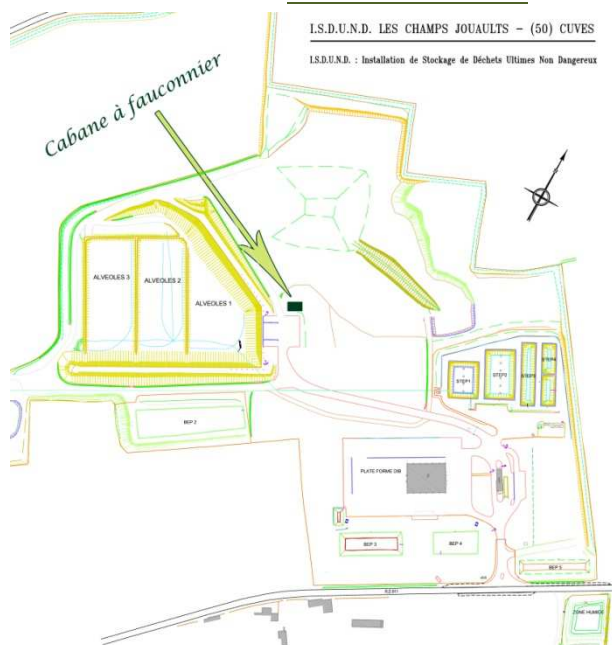 I.S.D.U.N.D. LES CHAMPS JOUAULTS – (50) CUVES
I.S.D.U.N.D. : Installation de Stockage de Déchets Ultimes Non Dangereux
Cabane à fauconnier
ALVEOLES 3
ALVEOLES 2
ALVEOLES 1
STEP1
STEP2
STEP3
STEP4
BEP 2
PLATE FORME DIB
BEP 3
BEP 4
BEP 5
ZONE HUMIDE